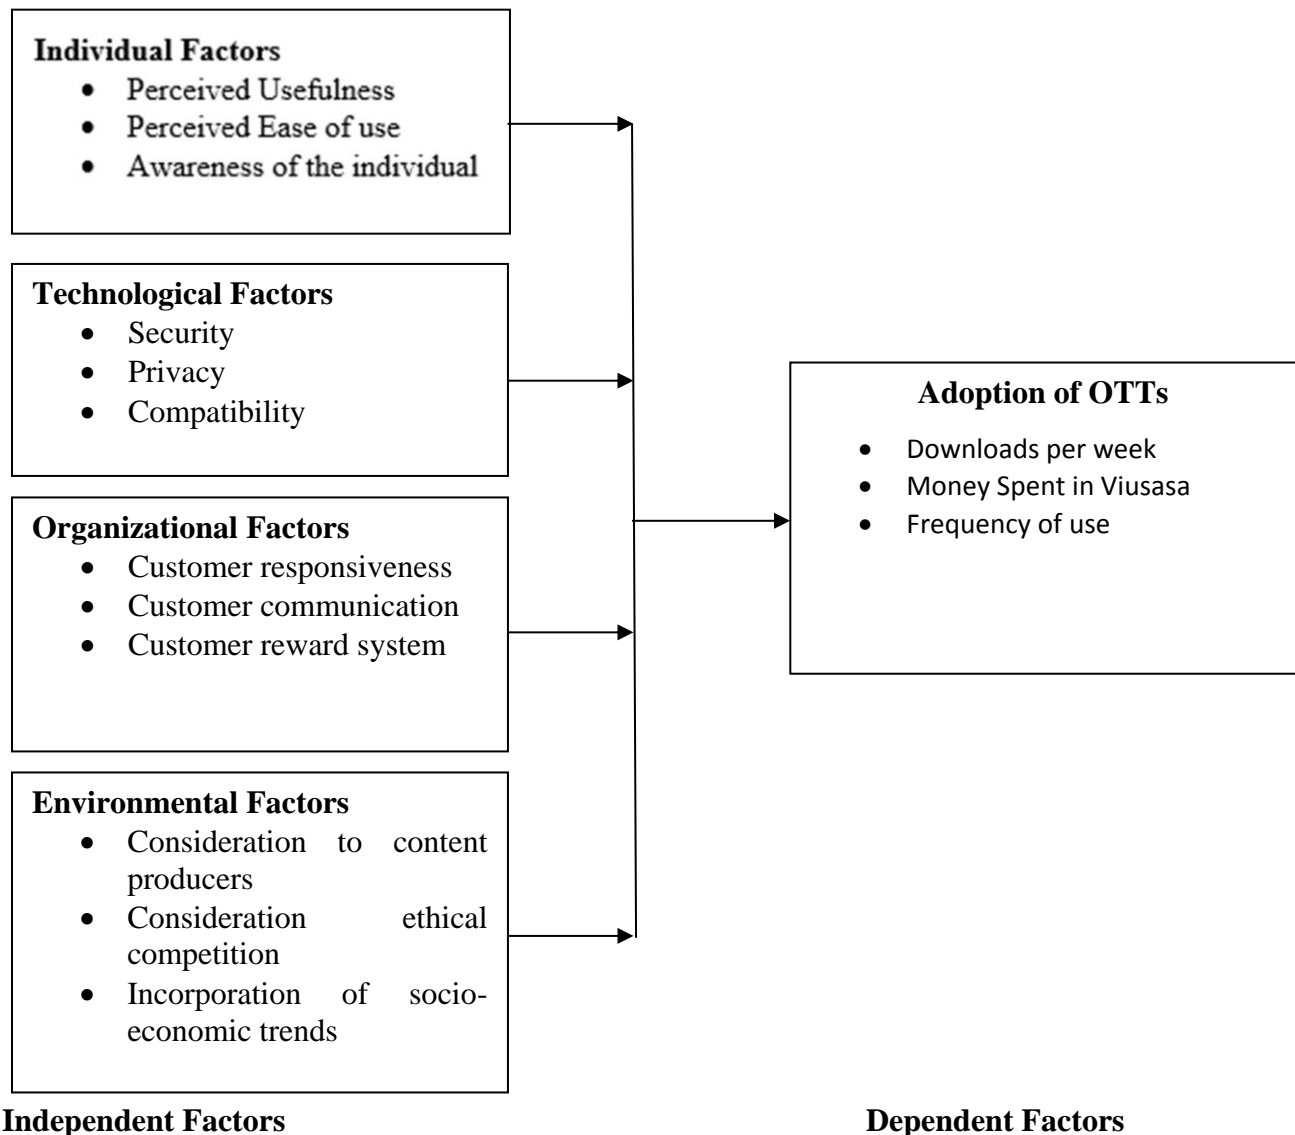 Individual Factors
• Perceived Usefulness
• Perceived Ease of use
• Awareness of the individual
Technological Factors
• Security
• Privacy
• Compatibility
Organizational Factors
• Customer responsiveness
• Customer communication
• Customer reward system
Environmental Factors
• Consideration to content
producers
• Consideration ethical
competition
• Incorporation of socio-
economic trends
Independent Factors
Adoption of OTTs
• Downloads per week
• Money Spent in Viusasa
• Frequency of use
Dependent Factors